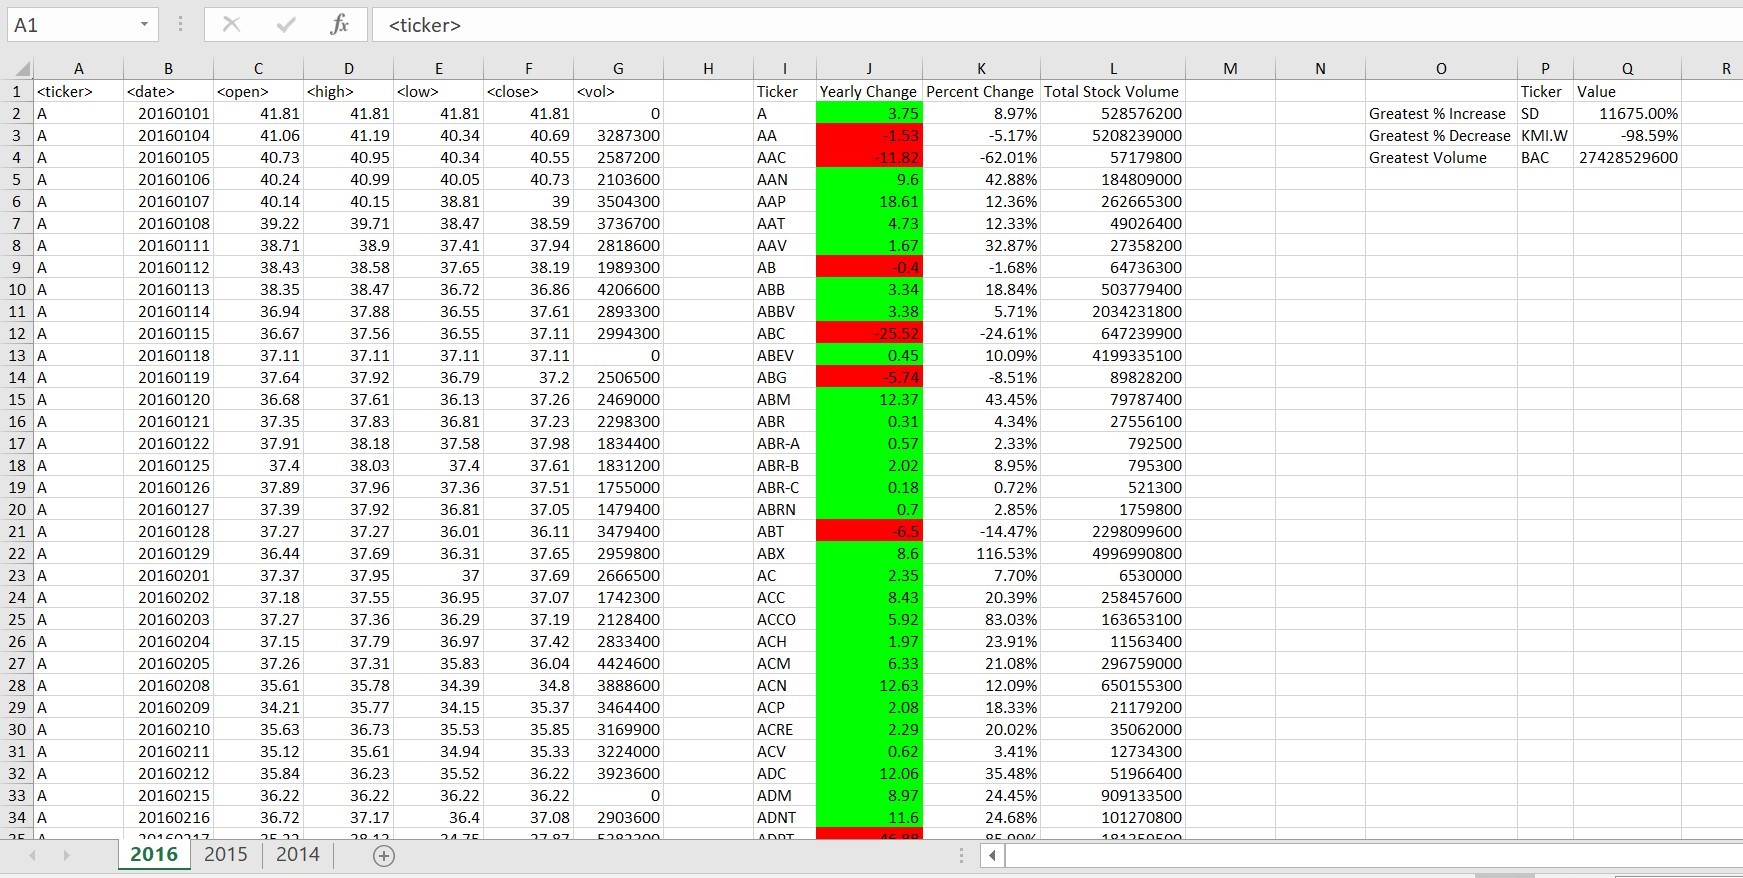 A1 fx <ticker>
A B C D E F G H I J K L M N O P Q R
1 <ticker> <date> <open> <high> <low> <close> <vol> Ticker Yearly Change Percent Change Total Stock Volume Ticker Value
2 A 20160101 41.81 41.81 41.81 41.81 0 A 3.75 8.97% 528576200 Greatest % Increase SD 11675.00%
3 A 20160104 41.06 41.19 40.34 40.69 3287300 AA -1.53 -5.17% 5208239000 Greatest % Decrease KMI.W -98.59%
4 A 20160105 40.73 40.95 40.34 40.55 2587200 AAC -11.82 -62.01% 57179800 Greatest Volume BAC 27428529600
5 A 20160106 40.24 40.99 40.05 40.73 2103600 AAN 9.6 42.88% 184809000
6 A 20160107 40.14 40.15 38.81 39 3504300 AAP 18.61 12.36% 262665300
7 A 20160108 39.22 39.71 38.47 38.59 3736700 AAT 4.73 12.33% 49026400
8 A 20160111 38.71 38.9 37.41 37.94 2818600 AAV 1.67 32.87% 27358200
9 A 20160112 38.43 38.58 37.65 38.19 1989300 AB -0.4 -1.68% 64736300
10 A 20160113 38.35 38.47 36.72 36.86 4206600 ABB 3.34 18.84% 503779400
11 A 20160114 36.94 37.88 36.55 37.61 2893300 ABBV 3.38 5.71% 2034231800
12 A 20160115 36.67 37.56 36.55 37.11 2994300 ABC -25.52 -24.61% 647239900
13 A 20160118 37.11 37.11 37.11 37.11 0 ABEV 0.45 10.09% 4199335100
14 A 20160119 37.64 37.92 36.79 37.2 2506500 ABG -5.74 -8.51% 89828200
15 A 20160120 36.68 37.61 36.13 37.26 2469000 ABM 12.37 43.45% 79787400
16 A 20160121 37.35 37.83 36.81 37.23 2298300 ABR 0.31 4.34% 27556100
17 A 20160122 37.91 38.18 37.58 37.98 1834400 ABR-A 0.57 2.33% 792500
18 A 20160125 37.4 38.03 37.4 37.61 1831200 ABR-B 2.02 8.95% 795300
19 A 20160126 37.89 37.96 37.36 37.51 1755000 ABR-C 0.18 0.72% 521300
20 A 20160127 37.39 37.92 36.81 37.05 1479400 ABRN 0.7 2.85% 1759800
21 A 20160128 37.27 37.27 36.01 36.11 3479400 ABT -6.5 -14.47% 2298099600
22 A 20160129 36.44 37.69 36.31 37.65 2959800 ABX 8.6 116.53% 4996990800
23 A 20160201 37.37 37.95 37 37.69 2666500 AC 2.35 7.70% 6530000
24 A 20160202 37.18 37.55 36.95 37.07 1742300 ACC 8.43 20.39% 258457600
25 A 20160203 37.27 37.36 36.29 37.19 2128400 ACCO 5.92 83.03% 163653100
26 A 20160204 37.15 37.79 36.97 37.42 2833400 ACH 1.97 23.91% 11563400
27 A 20160205 37.26 37.31 35.83 36.04 4424600 ACM 6.33 21.08% 296759000
28 A 20160208 35.61 35.78 34.39 34.8 3888600 ACN 12.63 12.09% 650155300
29 A 20160209 34.21 35.77 34.15 35.37 3464400 ACP 2.08 18.33% 21179200
30 A 20160210 35.63 36.73 35.53 35.85 3169900 ACRE 2.29 20.02% 35062000
31 A 20160211 35.12 35.61 34.94 35.33 3224000 ACV 0.62 3.41% 12734300
32 A 20160212 35.84 36.23 35.52 36.22 3923600 ADC 12.06 35.48% 51966400
33 A 20160215 36.22 36.22 36.22 36.22 0 ADM 8.97 24.45% 909133500
34 A 20160216 36.72 37.17 36.4 37.08 2903600 ADNT 11.6 24.68% 101270800
2016 2015 2014